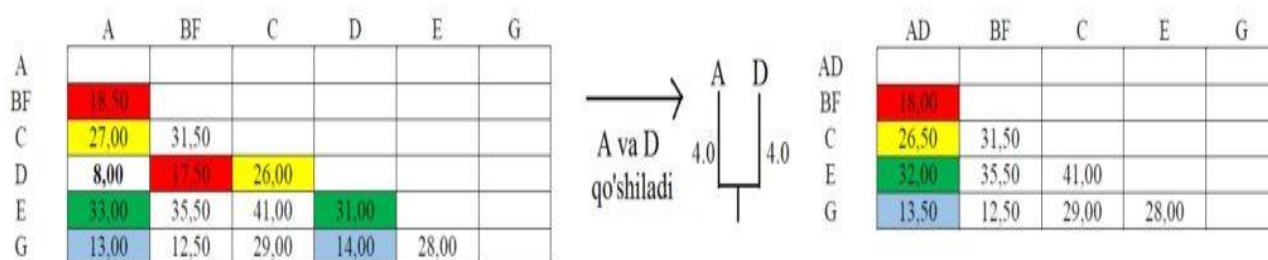 A BF C D E G
A
BF 18,50
C 27,00 31,50
D 8,00 17,50 26,00
E 33,00 35,50 41,00 31,00
G 13,00 12,50 29,00 14,00 28,00
A va D
qo'shiladi
A D
4.0 4.0
AD BF C E G
AD
BF 18,00
C 26,50 31,50
E 32,00 35,50 41,00
G 13,50 12,50 29,00 28,00